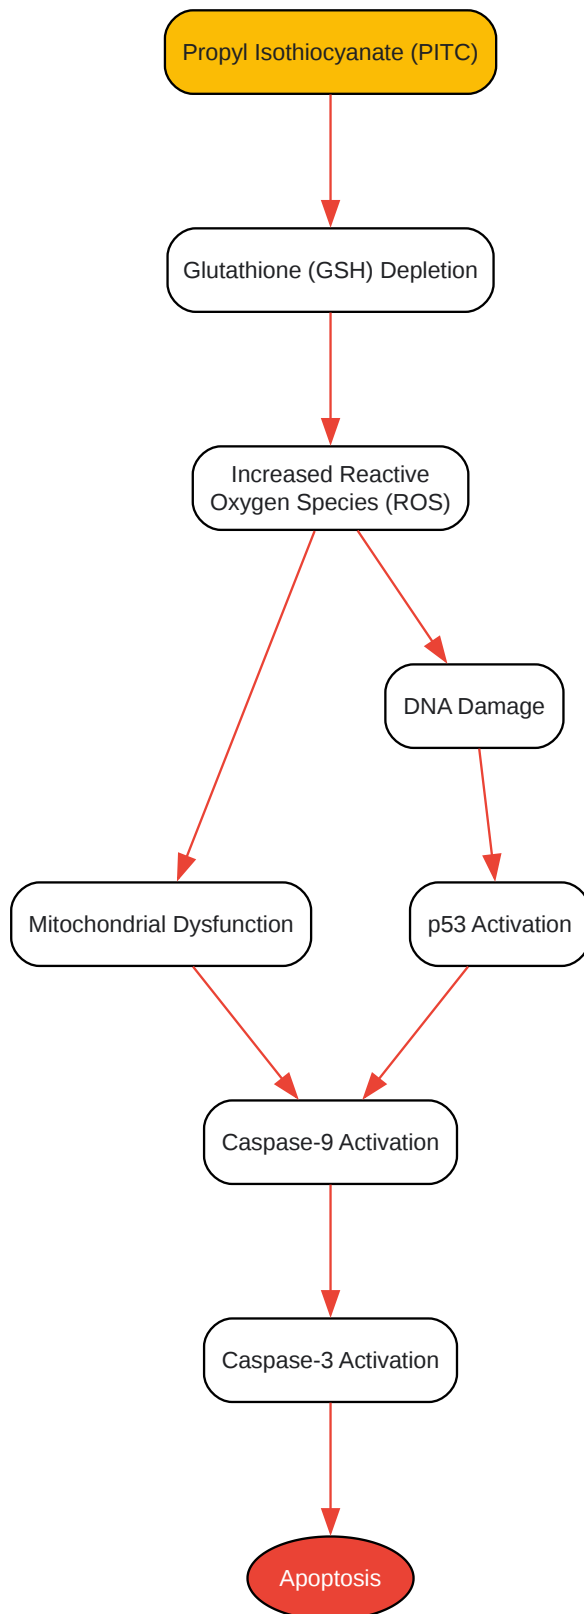 Propyl Isothiocyanate (PITC)
Glutathione (GSH) Depletion
Increased Reactive
Oxygen Species (ROS)
DNA Damage
Mitochondrial Dysfunction
p53 Activation
Caspase-9 Activation
Caspase-3 Activation
Apoptosis